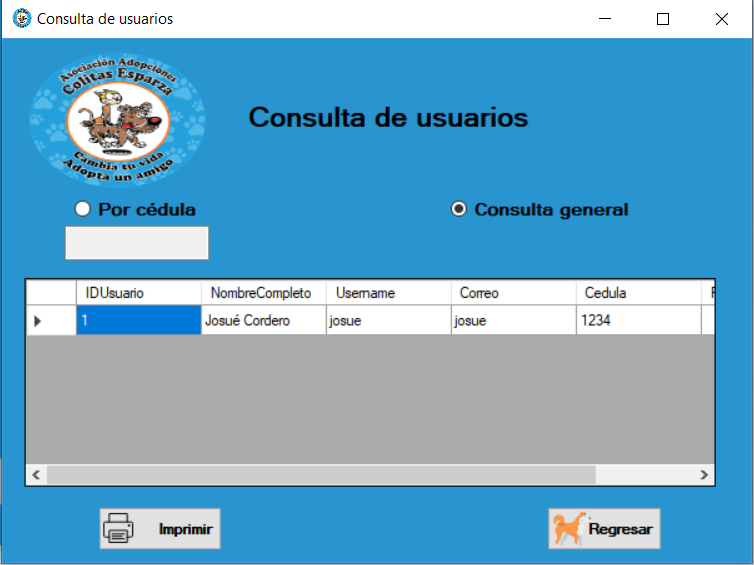 Consulta de usuarios
Asociación Adopciones
Colitas Esparza
Cambia tu vida
Adopta un amigo
Consulta de usuarios
Por cédula
Consulta general
IDUsuario NombreCompleto Username Correo Cedula
1 Josué Cordero josue josue 1234
Imprimir
Regresar